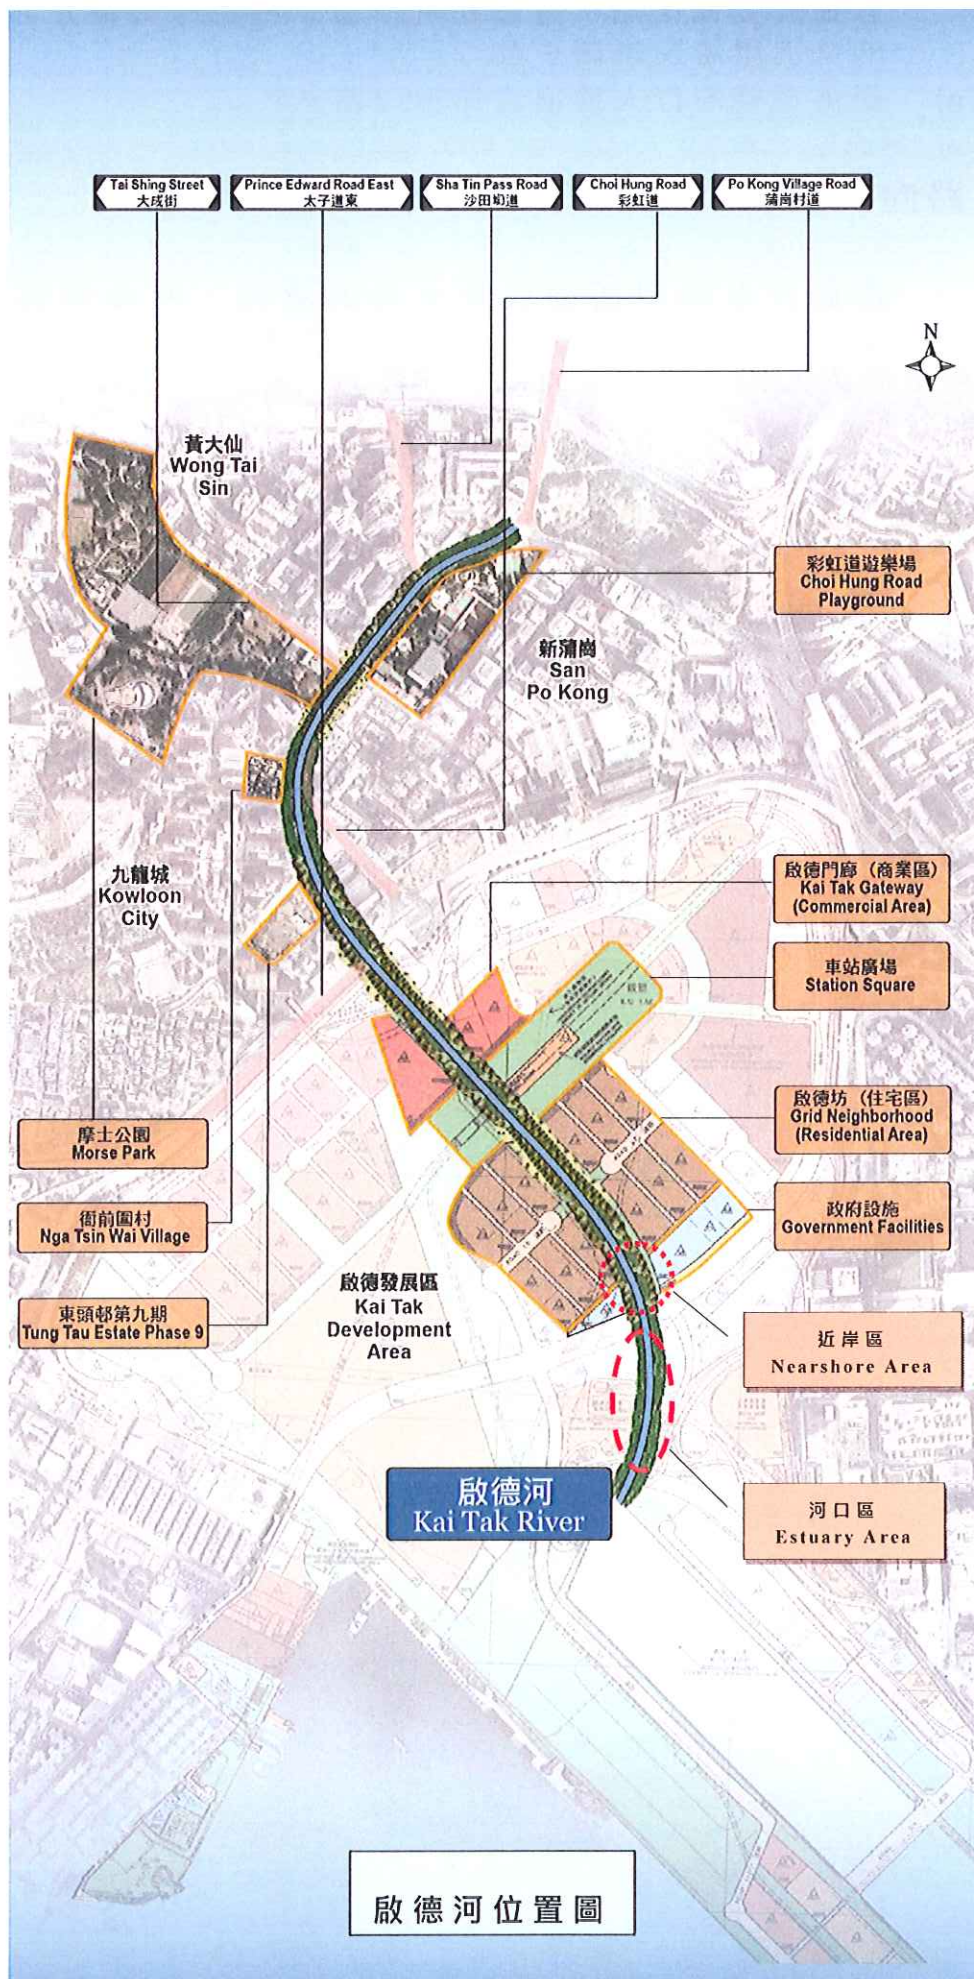 Tai Shing Street
大成街
Prince Edward Road East
太子道東
Sha Tin Pass Road
沙田坳道
Choi Hung Road
彩虹道
Po Kong Village Road
蒲崗村道
N
黃大仙
Wong Tai
Sin
彩虹道遊樂場
Choi Hung Road
Playground
新蒲崗
San
Po Kong
九龍城
Kowloon
City
啟德門廊（商業區）
Kai Tak Gateway
(Commercial Area)
車站廣場
Station Square
啟德坊（住宅區）
Grid Neighborhood
(Residential Area)
摩士公園
Morse Park
政府設施
Government Facilities
衙前圍村
Nga Tsin Wai Village
啟德發展區
Kai Tak
Development
Area
東頭邨第九期
Tung Tau Estate Phase 9
近岸區
Nearshore Area
啟德河
Kai Tak River
河口區
Estuary Area
啟德河位置圖